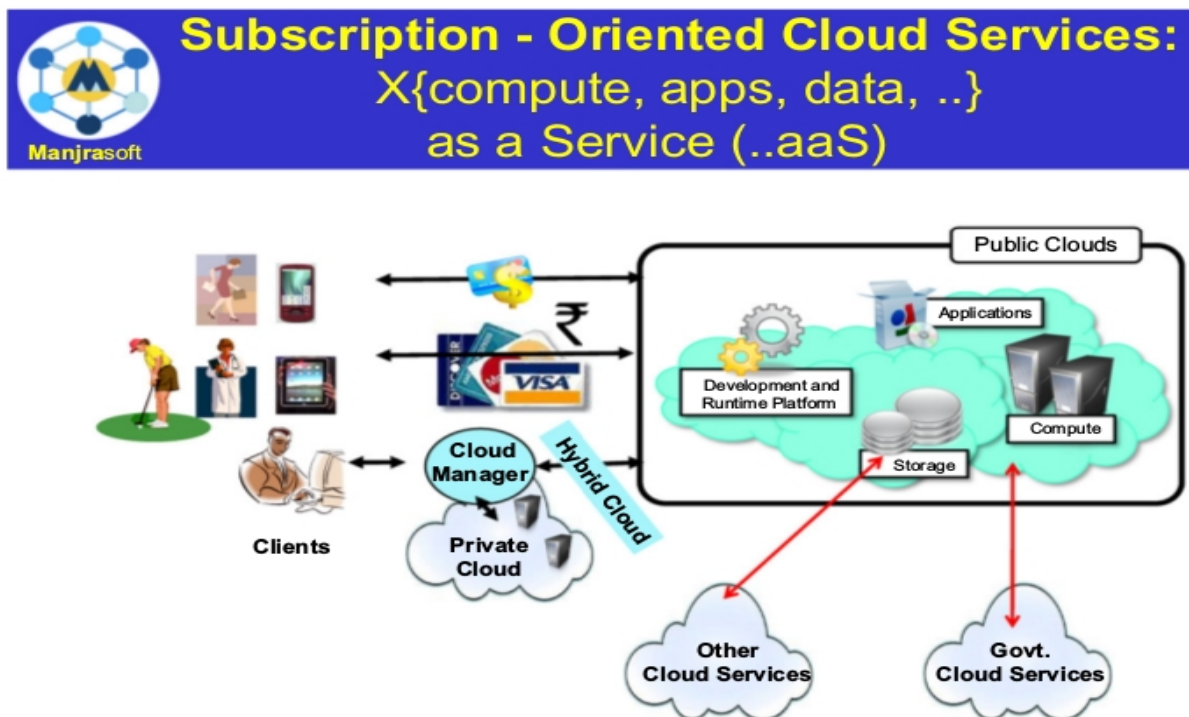 Subscription - Oriented Cloud Services:
X{compute, apps, data, ..}
as a Service (..aaS)
Manjrasoft
Public Clouds
Applications
Development and
Runtime Platform
Compute
Storage
₹
DISCOVER
VISA
Cloud
Manager
Hybrid Cloud
Private
Cloud
Clients
Other
Cloud Services
Govt.
Cloud Services